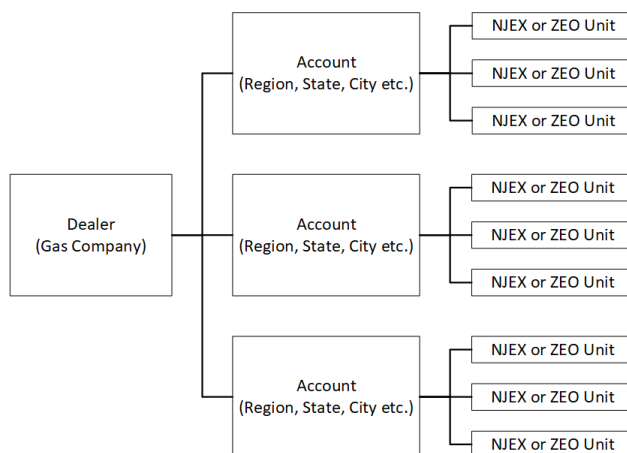 NJEX or ZEO Unit
Account
(Region, State, City etc.)
NJEX or ZEO Unit
NJEX or ZEO Unit
Dealer
(Gas Company)
NJEX or ZEO Unit
Account
(Region, State, City etc.)
NJEX or ZEO Unit
NJEX or ZEO Unit
NJEX or ZEO Unit
Account
(Region, State, City etc.)
NJEX or ZEO Unit
NJEX or ZEO Unit